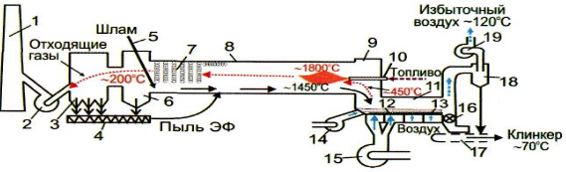 1
Отходящие
газы
2
3
4
Шлам
5
6
7
8
~200°C
Пыль ЭФ
9
10
Топливо
~1800°C
~1450°C
450°C
11
12
13
Воздух
14
15
16
17
18
19
Избыточный
воздух ~120°C
Клинкер
~70°C